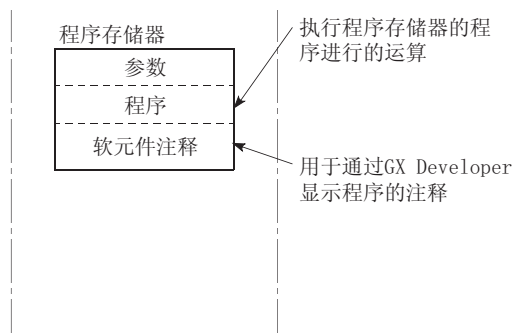 程序存储器
参数
程序
软元件注释
执行程序存储器的程
序进行的运算
用于通过GX Developer
显示程序的注释